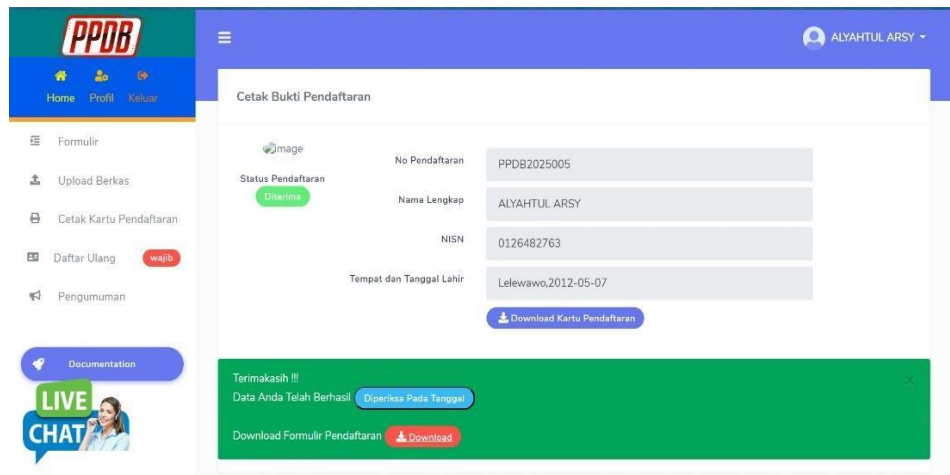 PPDB
ALYAHTUL ARSY
Home Profil Keluar
Cetak Bukti Pendaftaran
Formulir
Upload Berkas
Cetak Kartu Pendaftaran
Daftar Ulang wajib
Pengumuman
Documentation
LIVE
CHAT
image
Status Pendaftaran
Diterima
No Pendaftaran PPDB2025005
Nama Lengkap ALYAHTUL ARSY
NISN 0126482763
Tempat dan Tanggal Lahir Lelewawo,2012-05-07
Download Kartu Pendaftaran
Terimakasih !!!
Data Anda Telah Berhasil Diperiksa Pada Tanggal
Download Formulir Pendaftaran Download